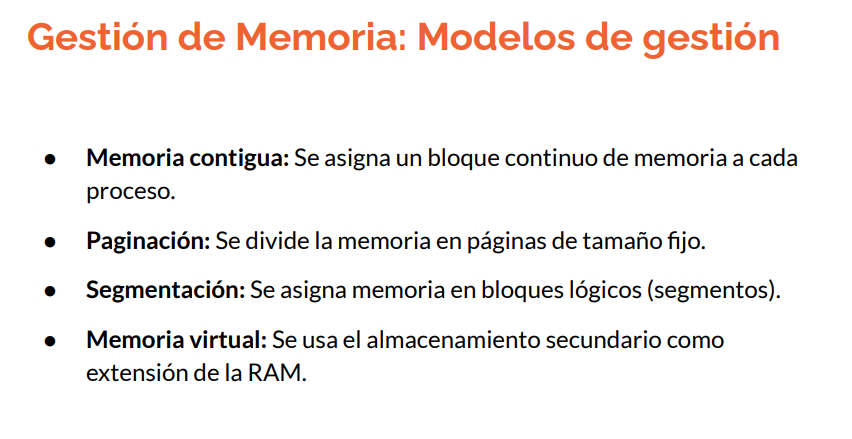 Gestión de Memoria: Modelos de gestión
● Memoria contigua: Se asigna un bloque continuo de memoria a cada
proceso.
● Paginación: Se divide la memoria en páginas de tamaño fijo.
● Segmentación: Se asigna memoria en bloques lógicos (segmentos).
● Memoria virtual: Se usa el almacenamiento secundario como
extensión de la RAM.